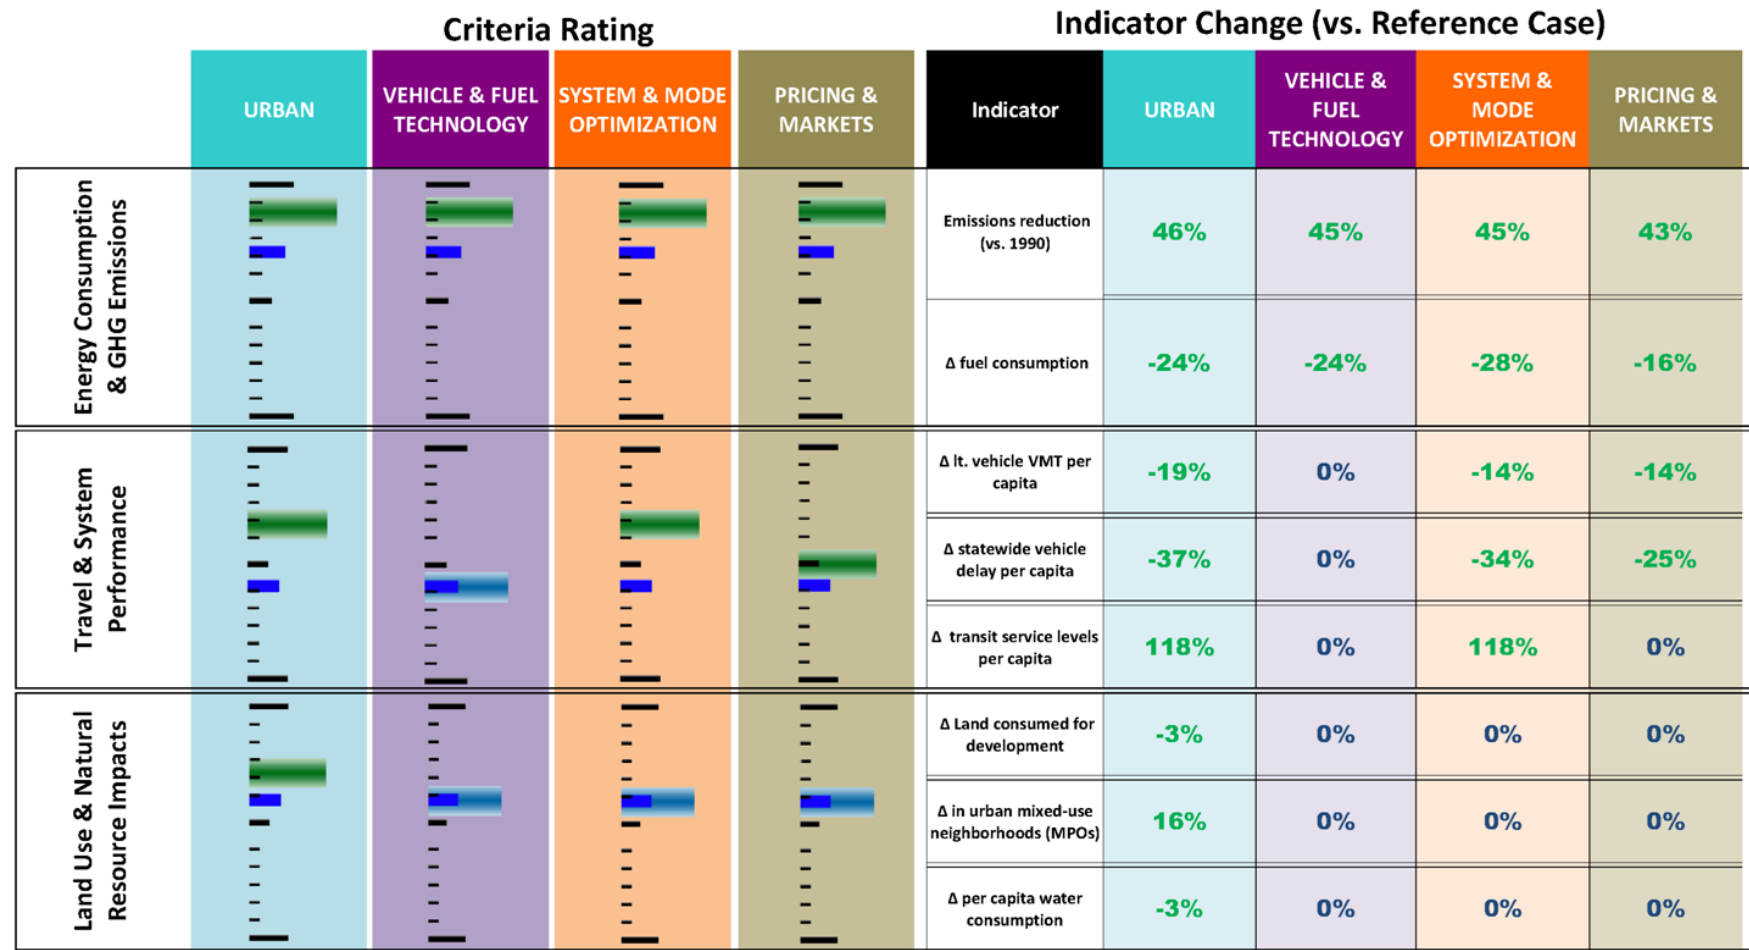 Criteria Rating
Indicator Change (vs. Reference Case)
URBAN
VEHICLE & FUEL
TECHNOLOGY
SYSTEM & MODE
OPTIMIZATION
PRICING &
MARKETS
Indicator
URBAN
VEHICLE &
FUEL
TECHNOLOGY
SYSTEM &
MODE
OPTIMIZATION
PRICING &
MARKETS
Energy Consumption
& GHG Emissions
Emissions reduction
(vs. 1990)
46%
45%
45%
43%
Δ fuel consumption
-24%
-24%
-28%
-16%
Travel & System
Performance
Δ lt. vehicle VMT per
capita
-19%
0%
-14%
-14%
Δ statewide vehicle
delay per capita
-37%
0%
-34%
-25%
Δ transit service levels
per capita
118%
0%
118%
0%
Land Use & Natural
Resource Impacts
Δ Land consumed for
development
-3%
0%
0%
0%
Δ in urban mixed-use
neighborhoods (MPOs)
16%
0%
0%
0%
Δ per capita water
consumption
-3%
0%
0%
0%